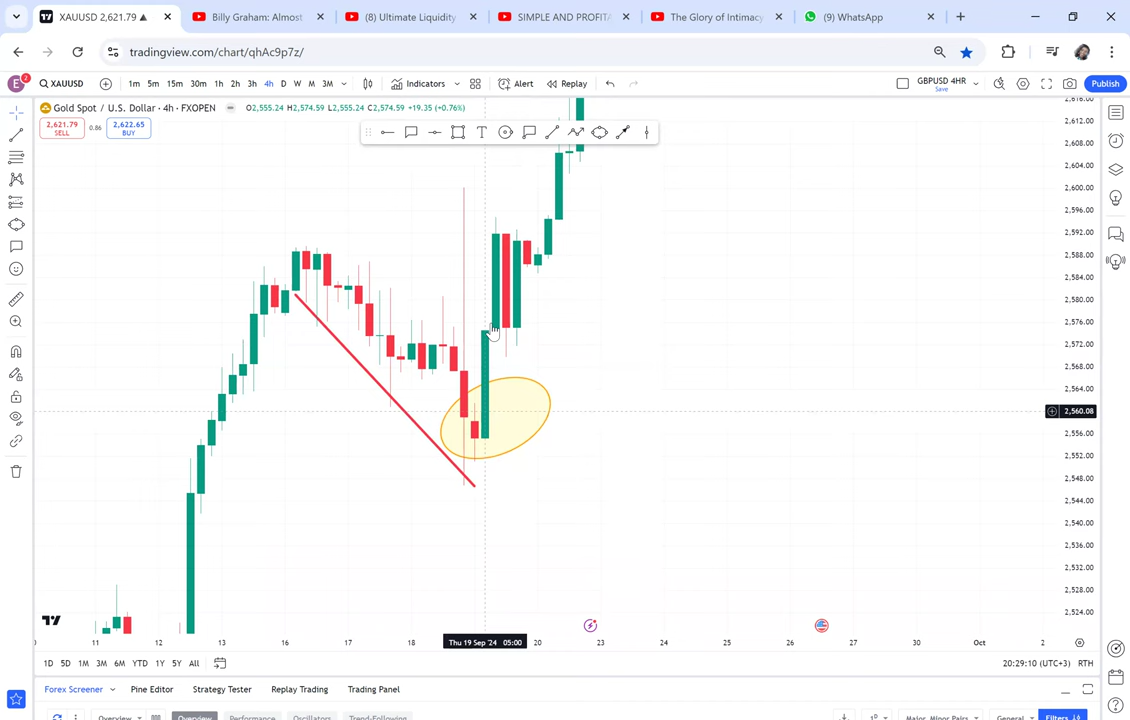 XAUUSD 2,621.79 ▲
Billy Graham: Almost
(8) Ultimate Liquidity
SIMPLE AND PROFITA
The Glory of Intimacy
(9) WhatsApp
tradingview.com/chart/qhAc9p7z/
E
2
XAUUSD
1m 5m 15m 30m 1h 2h 3h 4h D W M 3M
Indicators
Alert
Replay
GBPUSD 4HR
Save
Publish
Gold Spot / U.S. Dollar · 4h · FXOPEN
O2,555.24 H2,574.59 L2,555.24 C2,574.59 +19.35 (+0.76%)
2,621.79
SELL
0.86
2,622.65
BUY
2,616.00
2,612.00
2,608.00
2,604.00
2,600.00
2,596.00
2,592.00
2,588.00
2,584.00
2,580.00
2,576.00
2,572.00
2,568.00
2,564.00
2,560.08
2,556.00
2,552.00
2,548.00
2,544.00
2,540.00
2,536.00
2,532.00
2,528.00
2,524.00
11 12 13 16 17 18 Thu 19 Sep '24 05:00 20 23 24 25 26 27 30 Oct 2
1D 5D 1M 3M 6M YTD 1Y 5Y All
20:29:10 (UTC+3) RTH
Forex Screener
Pine Editor
Strategy Tester
Replay Trading
Trading Panel
Overview
Overview
Performance
Oscillators
Trend-Following
Major, Minor Pairs
General
Filters